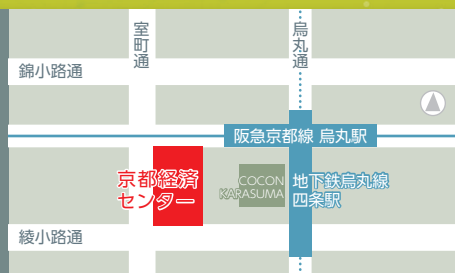 室町通
烏丸通
錦小路通
阪急京都線 烏丸駅
京都経済
センター
COCON
KARASUMA
地下鉄烏丸線
四条駅
綾小路通